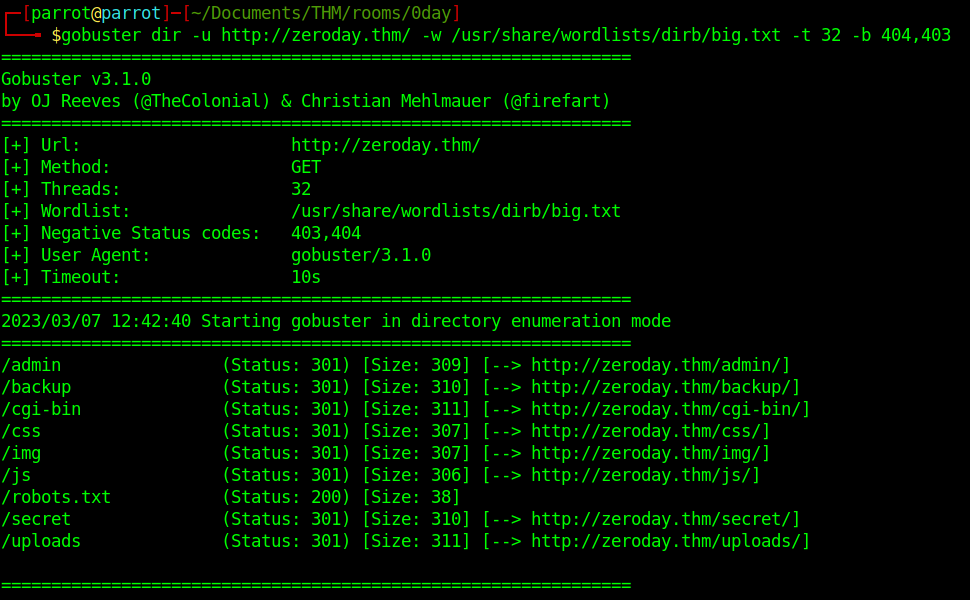 ┌─[parrot@parrot]─[~/Documents/THM/rooms/0day]
└──╼ $gobuster dir -u http://zeroday.thm/ -w /usr/share/wordlists/dirb/big.txt -t 32 -b 404,403
===============================================================
Gobuster v3.1.0
by OJ Reeves (@TheColonial) & Christian Mehlmauer (@firefart)
===============================================================
[+] Url:                     http://zeroday.thm/
[+] Method:                  GET
[+] Threads:                 32
[+] Wordlist:                /usr/share/wordlists/dirb/big.txt
[+] Negative Status codes:   403,404
[+] User Agent:              gobuster/3.1.0
[+] Timeout:                 10s
===============================================================
2023/03/07 12:42:40 Starting gobuster in directory enumeration mode
===============================================================
/admin                (Status: 301) [Size: 309] [--> http://zeroday.thm/admin/]
/backup               (Status: 301) [Size: 310] [--> http://zeroday.thm/backup/]
/cgi-bin              (Status: 301) [Size: 311] [--> http://zeroday.thm/cgi-bin/]
/css                  (Status: 301) [Size: 307] [--> http://zeroday.thm/css/]
/img                  (Status: 301) [Size: 307] [--> http://zeroday.thm/img/]
/js                   (Status: 301) [Size: 306] [--> http://zeroday.thm/js/]
/robots.txt           (Status: 200) [Size: 38]
/secret               (Status: 301) [Size: 310] [--> http://zeroday.thm/secret/]
/uploads              (Status: 301) [Size: 311] [--> http://zeroday.thm/uploads/]
===============================================================